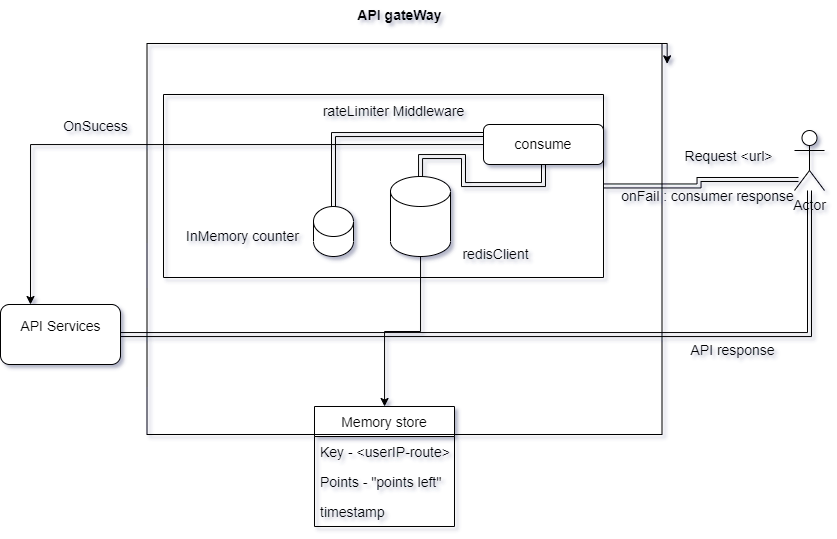 API gateWay
rateLimiter Middleware
OnSucess
consume
Request <url>
onFail : consumer response
Actor
InMemory counter
redisClient
API Services
API response
Memory store
Key - <userIP-route>
Points - "points left"
timestamp